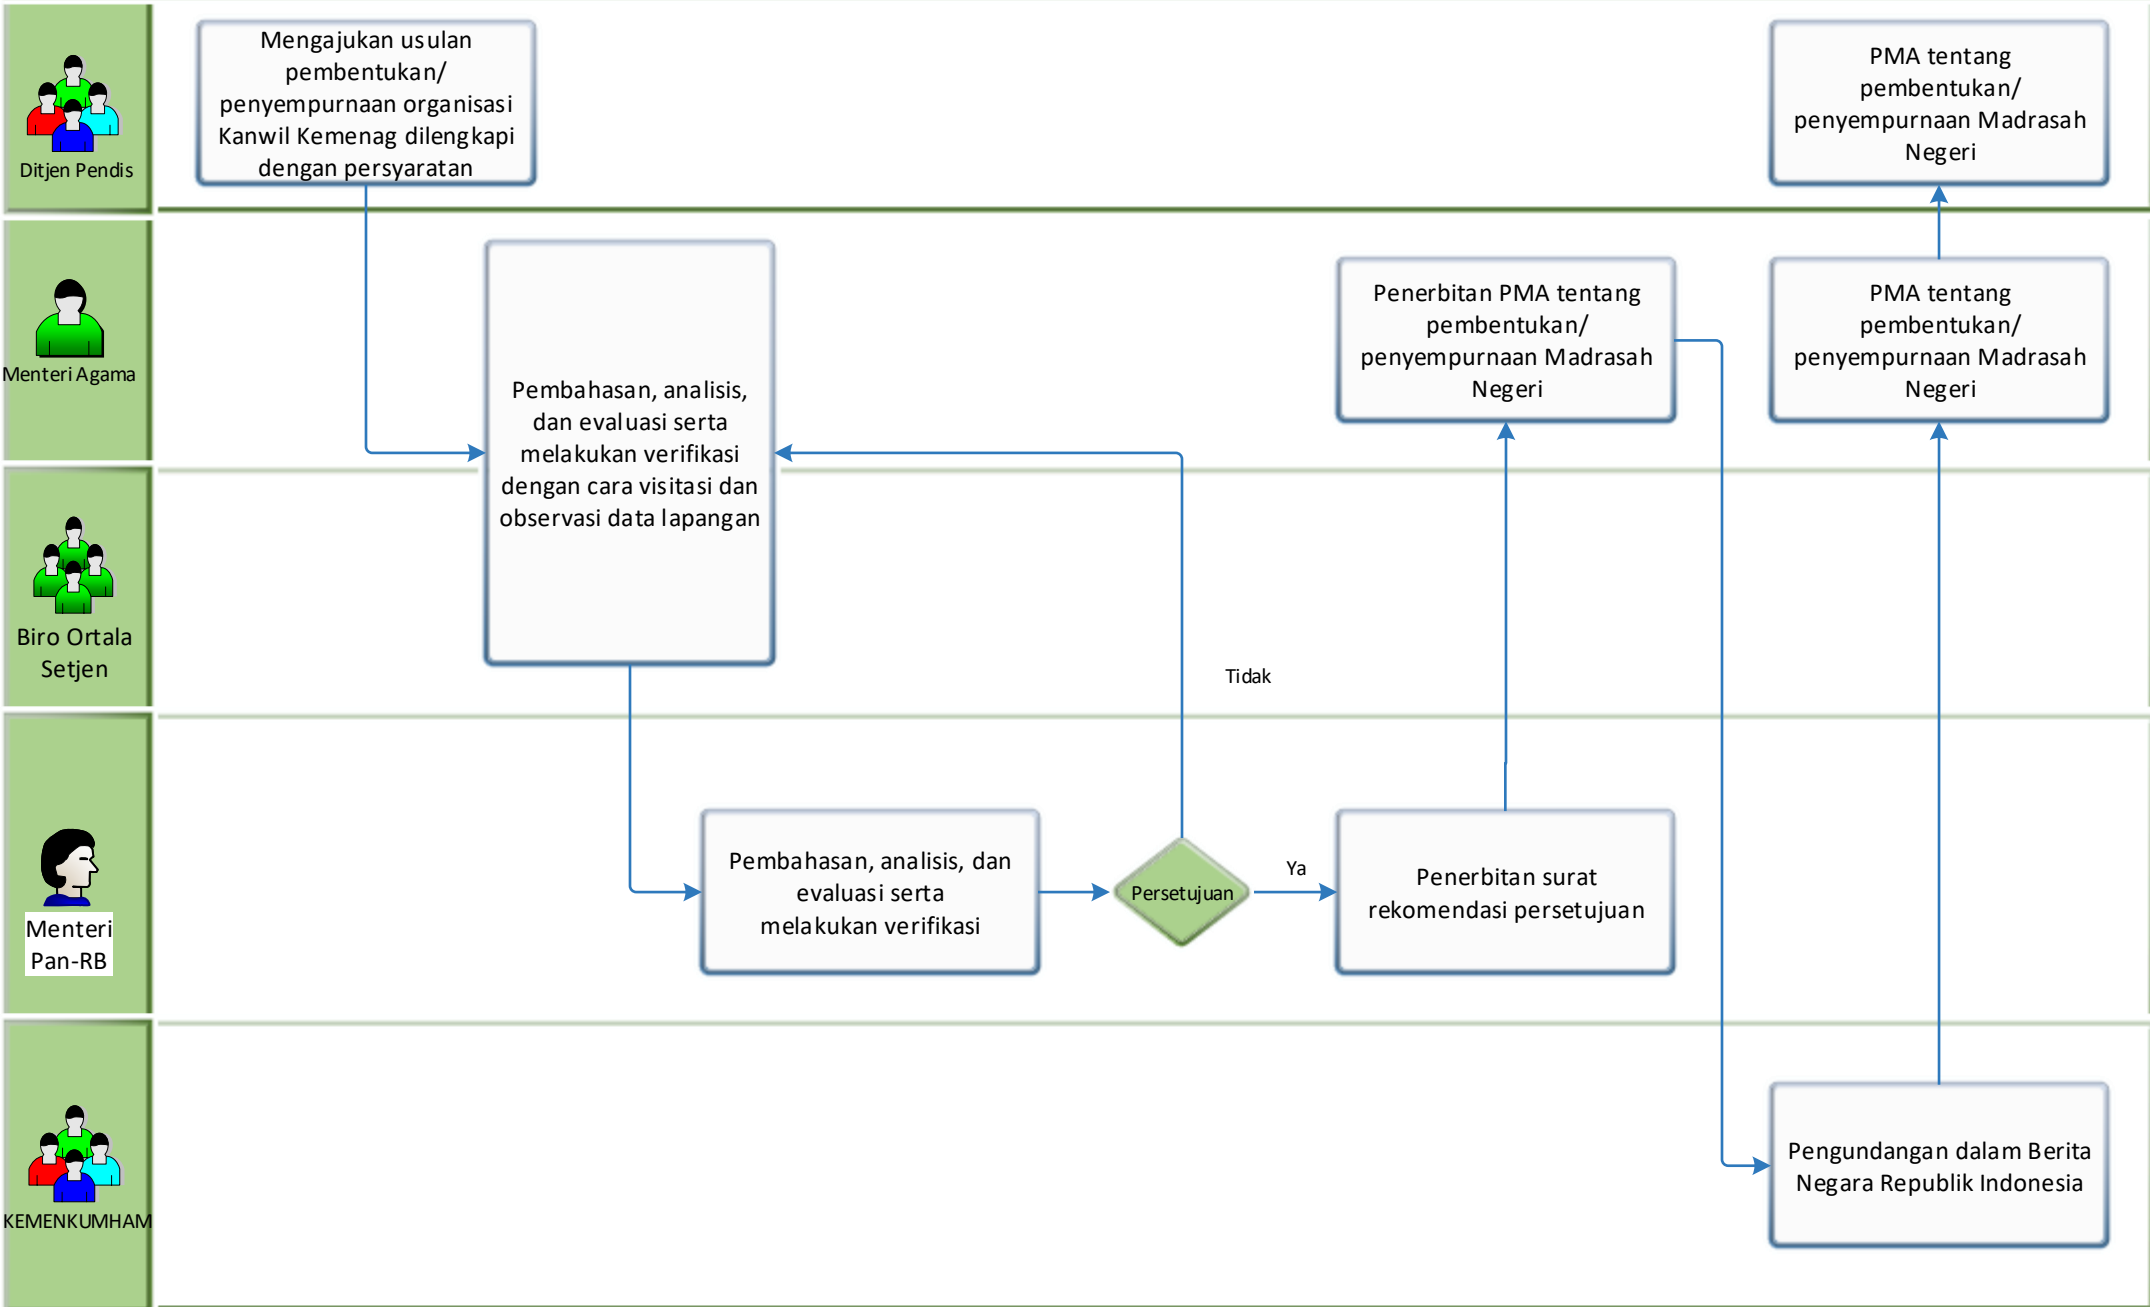 Ditjen Pendis
Mengajukan usulan
pembentukan/
penyempurnaan organisasi
Kanwil Kemenag dilengkapi
dengan persyaratan
PMA tentang
pembentukan/
penyempurnaan Madrasah
Negeri
Menteri Agama
Pembahasan, analisis,
dan evaluasi serta
melakukan verifikasi
dengan cara visitasi dan
observasi data lapangan
Penerbitan PMA tentang
pembentukan/
penyempurnaan Madrasah
Negeri
PMA tentang
pembentukan/
penyempurnaan Madrasah
Negeri
Biro Ortala
Setjen
Tidak
Menteri
Pan-RB
Pembahasan, analisis, dan
evaluasi serta
melakukan verifikasi
Persetujuan
Ya
Penerbitan surat
rekomendasi persetujuan
KEMENKUMHAM
Pengundangan dalam Berita
Negara Republik Indonesia